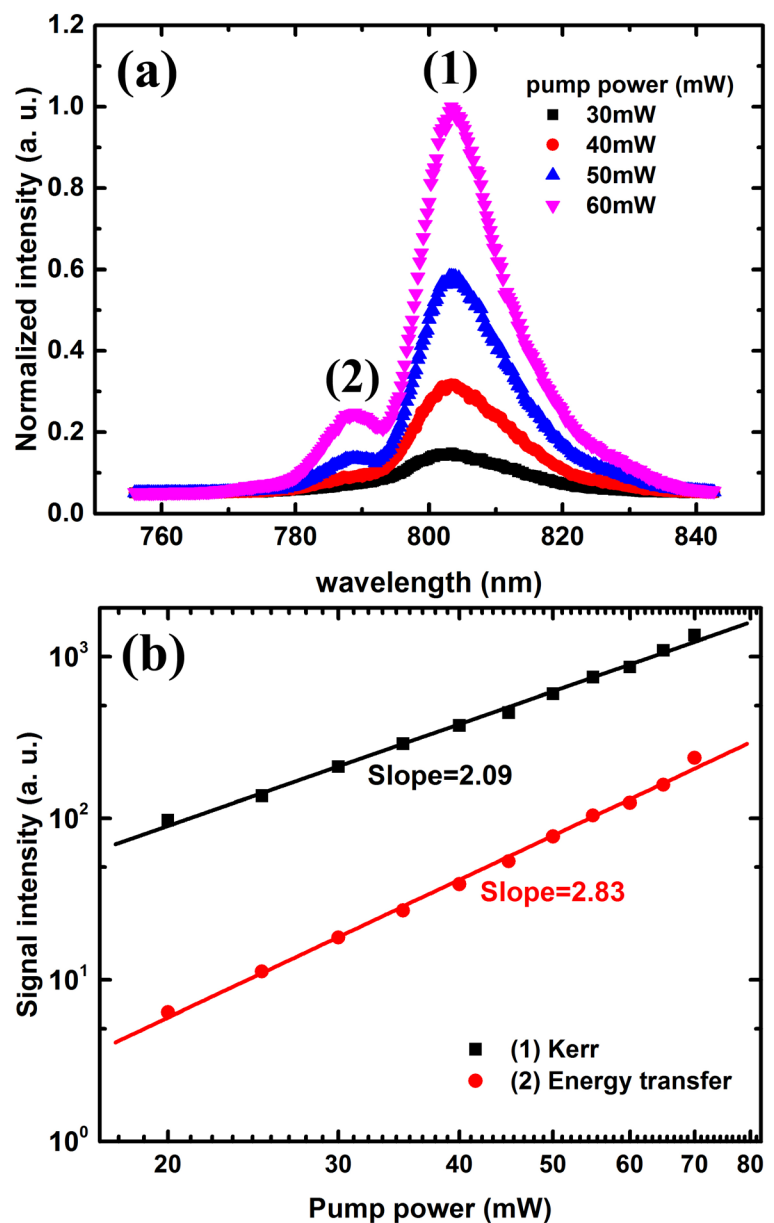 (a)
(1)
(2)
pump power (mW)
30mW
40mW
50mW
60mW
Normalized intensity (a. u.)
1.2
1.0
0.8
0.6
0.4
0.2
0.0
760
780
800
820
840
wavelength (nm)
(b)
Signal intensity (a. u.)
10³
10²
10¹
10⁰
Slope=2.09
Slope=2.83
(1) Kerr
(2) Energy transfer
20
30
40
50
60
70
80
Pump power (mW)